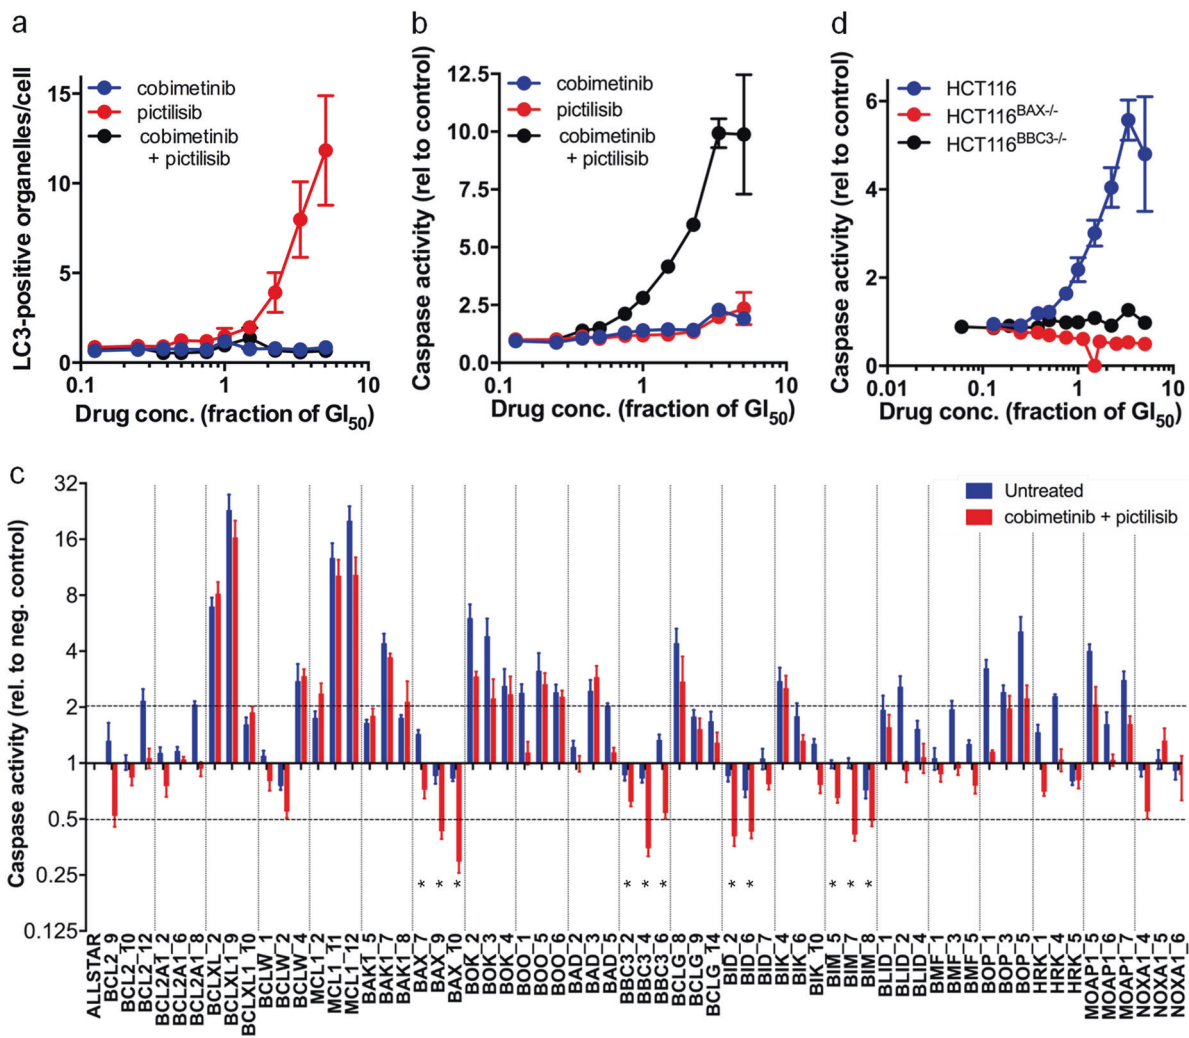 a
LC3-positive organelles/cell
15
10
5
0
0.1
1
10
cobimetinib
pictilisib
cobimetinib
+ pictilisib
Drug conc. (fraction of GI50)
b
Caspase activity (rel to control)
12.5
10.0
7.5
5.0
2.5
0.0
0.1
1
10
cobimetinib
pictilisib
cobimetinib
+ pictilisib
Drug conc. (fraction of GI50)
d
Caspase activity (rel to control)
6
4
2
0
0.01
0.1
1
10
HCT116
HCT116BAX-/-
HCT116BBC3-/-
Drug conc. (fraction of GI50)
c
Caspase activity (rel. to neg. control)
32
16
8
4
2
1
0.5
0.25
0.125
Untreated
cobimetinib + pictilisib
* * * * * * * * * * *
ALLSTAR
BCL2_9
BCL2_10
BCL2_12
BCL2A1_2
BCL2A1_6
BCL2A1_8
BCLXL_2
BCLXL1_9
BCLXL1_10
BCLW_1
BCLW_2
BCLW_4
MCL1_2
MCL1_11
MCL1_12
BAK1_5
BAK1_7
BAK1_8
BAX_7
BAX_9
BAX_10
BOK_2
BOK_3
BOK_4
BOO_1
BOO_5
BOO_6
BAD_2
BAD_3
BAD_5
BBC3_2
BBC3_4
BBC3_6
BCLG_8
BCLG_9
BCLG_14
BID_2
BID_6
BID_7
BIK_4
BIK_6
BIK_10
BIM_5
BIM_7
BIM_8
BLID_1
BLID_2
BLID_4
BMF_1
BMF_3
BMF_5
BOP_1
BOP_3
BOP_5
HRK_1
HRK_4
HRK_5
MOAP1_5
MOAP1_6
MOAP1_7
NOXA1_4
NOXA1_5
NOXA1_6